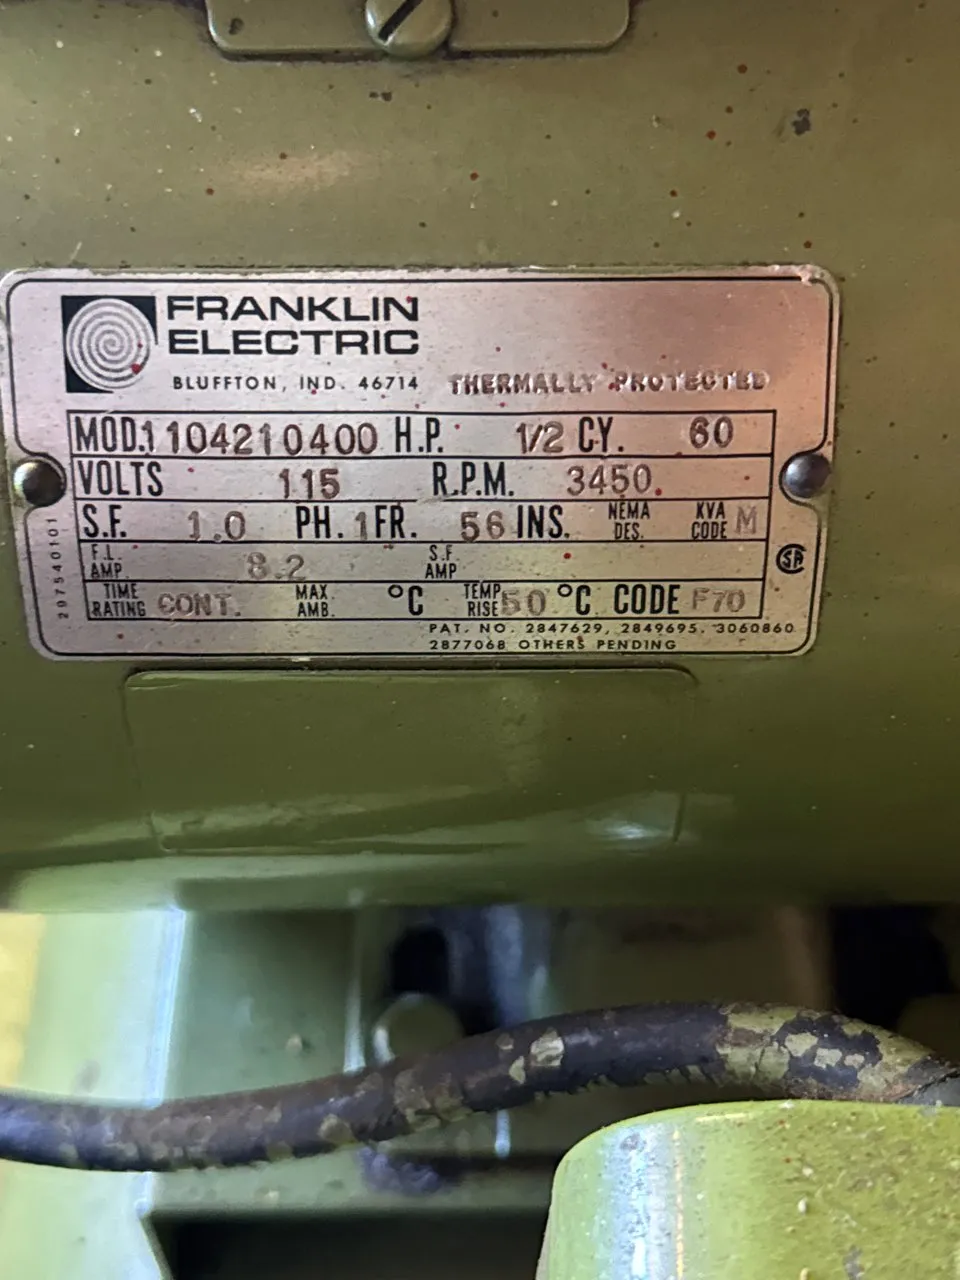 FRANKLIN
ELECTRIC
BLUFFTON, IND. 46714 THERMALLY PROTECTED
MOD. 1104210400 H.P. 1/2 CY. 60
VOLTS 115 R.P.M. 3450
S.F. 1.0 PH. 1 FR. 56 INS. NEMA DES. KVA CODE M
F.L. AMP. 8.2 S.F. AMP
TIME RATING CONT. MAX. AMB. °C TEMP. RISE 50 °C CODE F70
PAT. NO. 2847629, 2849695, 3060860
2877068 OTHERS PENDING
297540101
SA